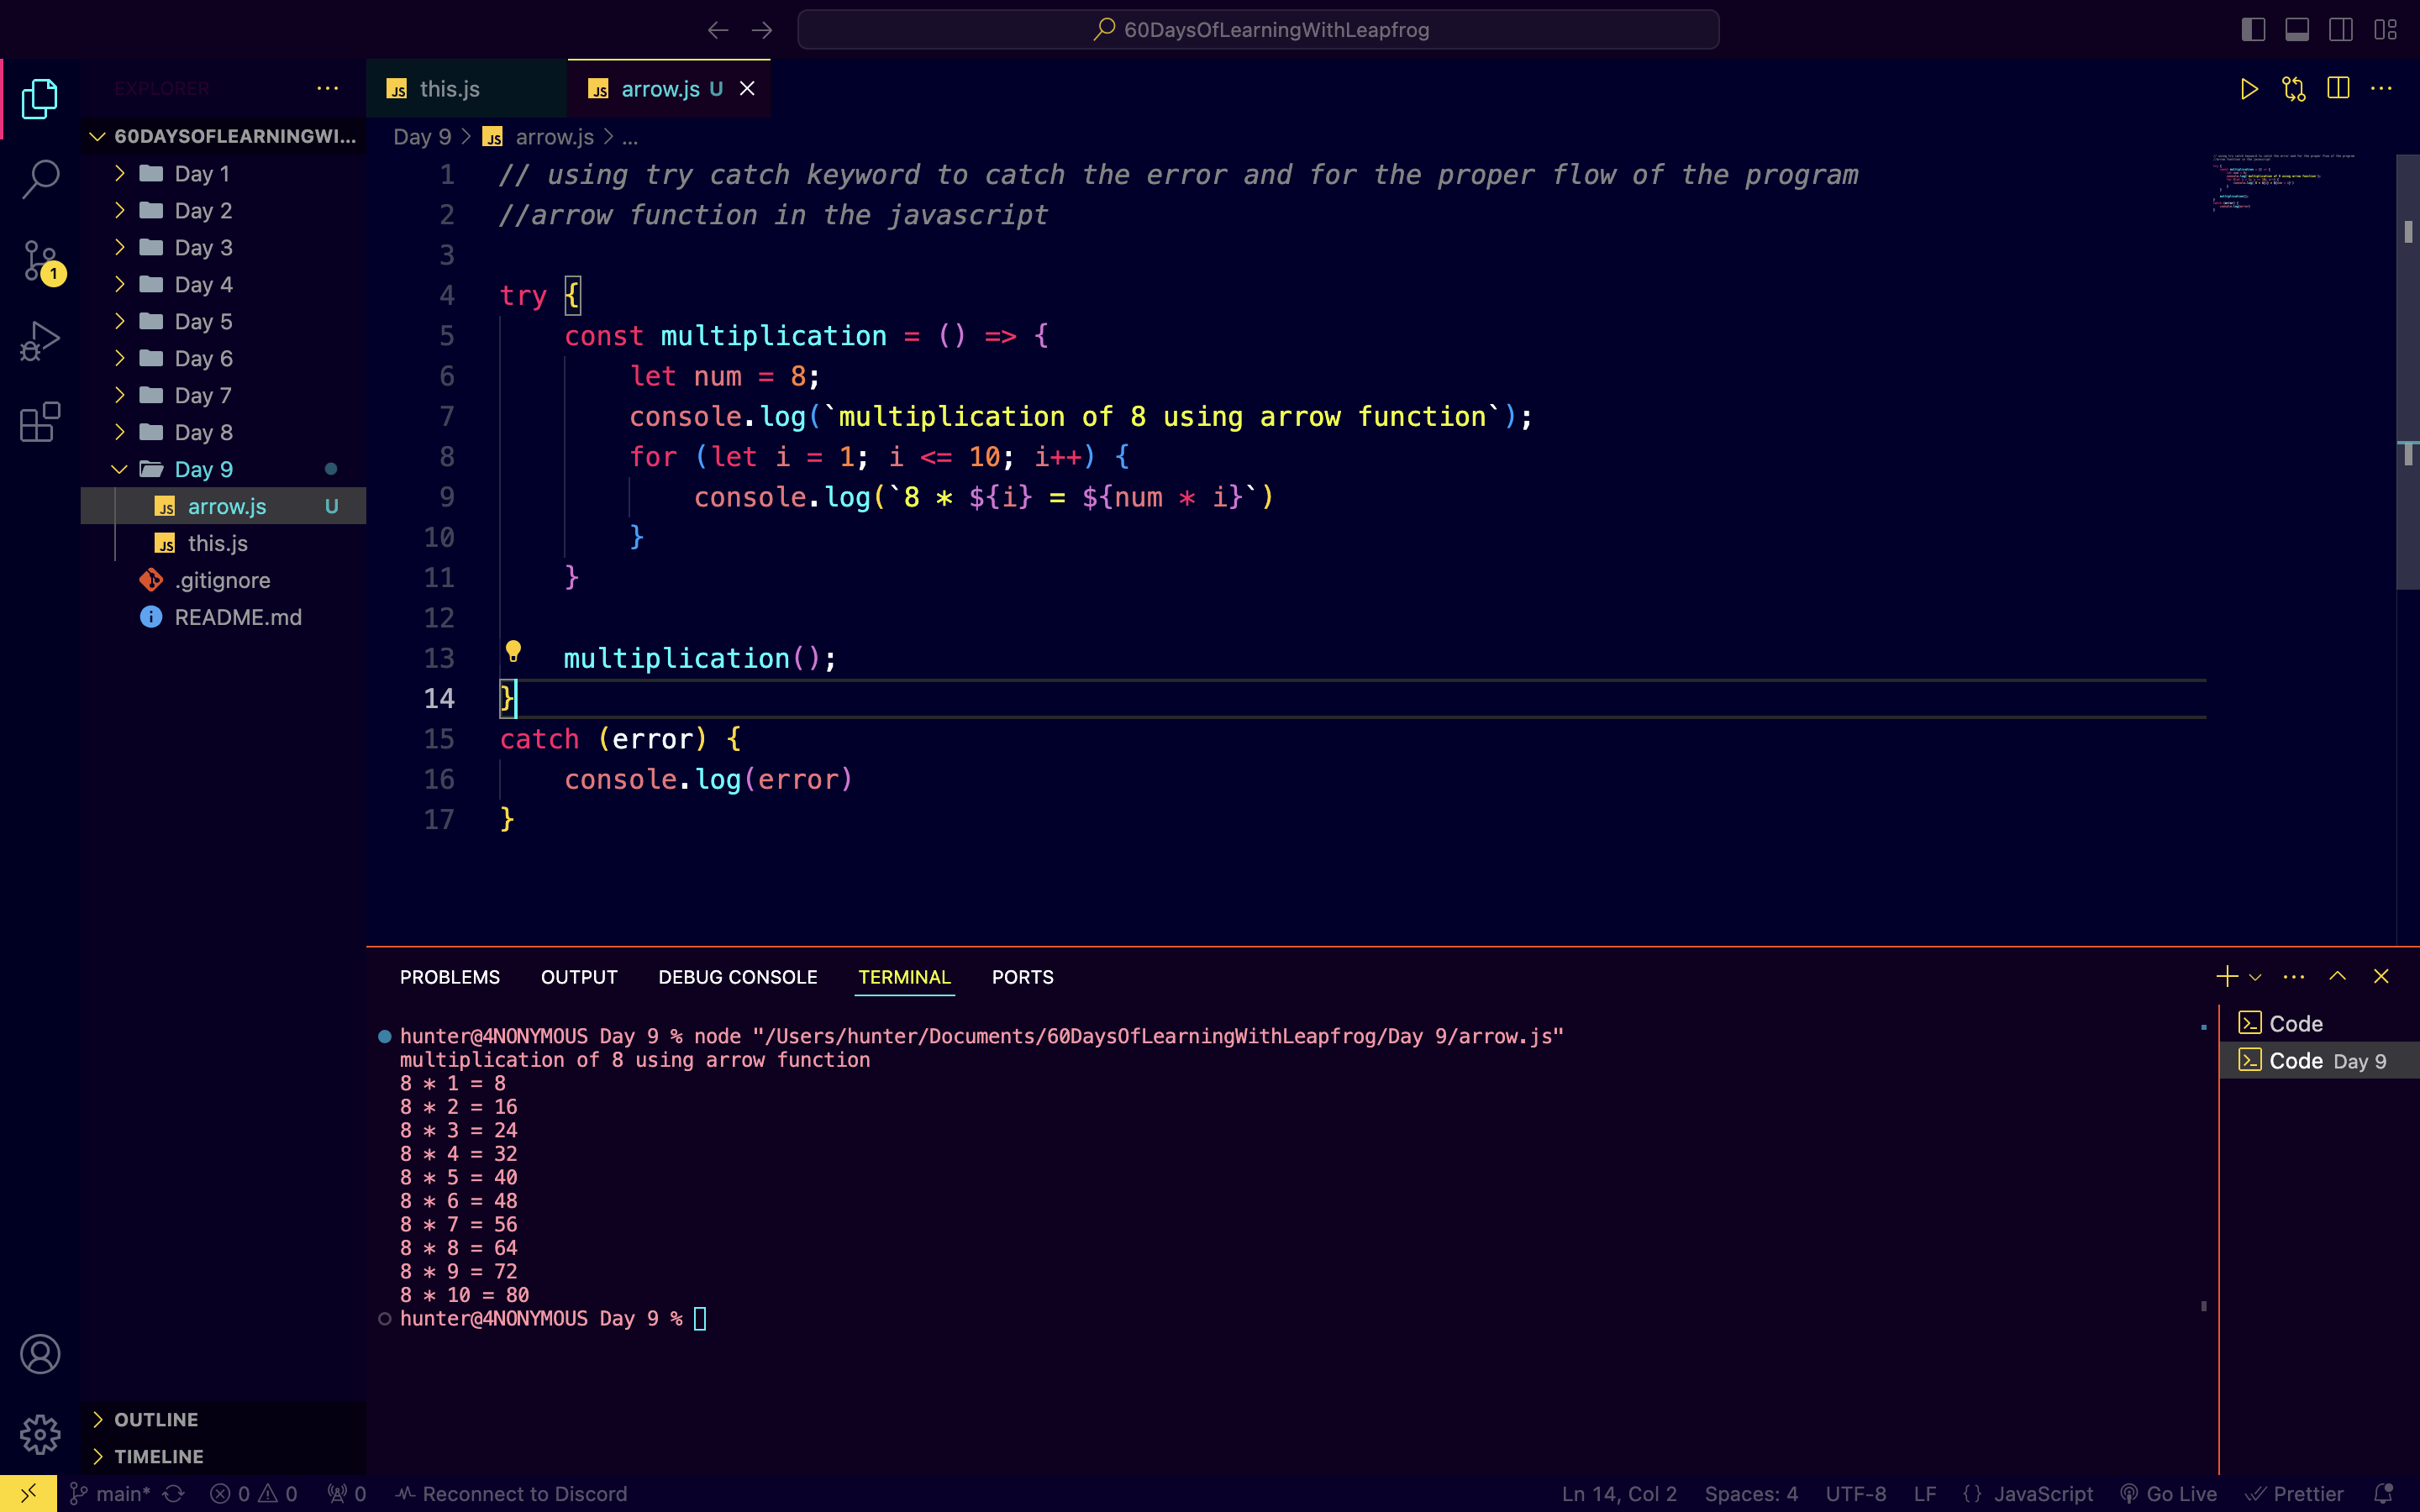 60DaysOfLearningWithLeapfrog
EXPLORER
60DAYSOFLEARNINGWI...
Day 1
Day 2
Day 3
Day 4
Day 5
Day 6
Day 7
Day 8
Day 9
arrow.js U
this.js
.gitignore
README.md
OUTLINE
TIMELINE
this.js
arrow.js U
Day 9 > arrow.js > ...
1 // using try catch keyword to catch the error and for the proper flow of the program
2 //arrow function in the javascript
3
4 try {
5     const multiplication = () => {
6         let num = 8;
7         console.log(`multiplication of 8 using arrow function`);
8         for (let i = 1; i <= 10; i++) {
9             console.log(`8 * ${i} = ${num * i}`)
10         }
11     }
12
13     multiplication();
14 }
15 catch (error) {
16     console.log(error)
17 }
PROBLEMS OUTPUT DEBUG CONSOLE TERMINAL PORTS
hunter@4NONYMOUS Day 9 % node "/Users/hunter/Documents/60DaysOfLearningWithLeapfrog/Day 9/arrow.js"
multiplication of 8 using arrow function
8 * 1 = 8
8 * 2 = 16
8 * 3 = 24
8 * 4 = 32
8 * 5 = 40
8 * 6 = 48
8 * 7 = 56
8 * 8 = 64
8 * 9 = 72
8 * 10 = 80
hunter@4NONYMOUS Day 9 %
Code
Code Day 9
1
main* 0 0 0 Reconnect to Discord Ln 14, Col 2 Spaces: 4 UTF-8 LF {} JavaScript Go Live Prettier